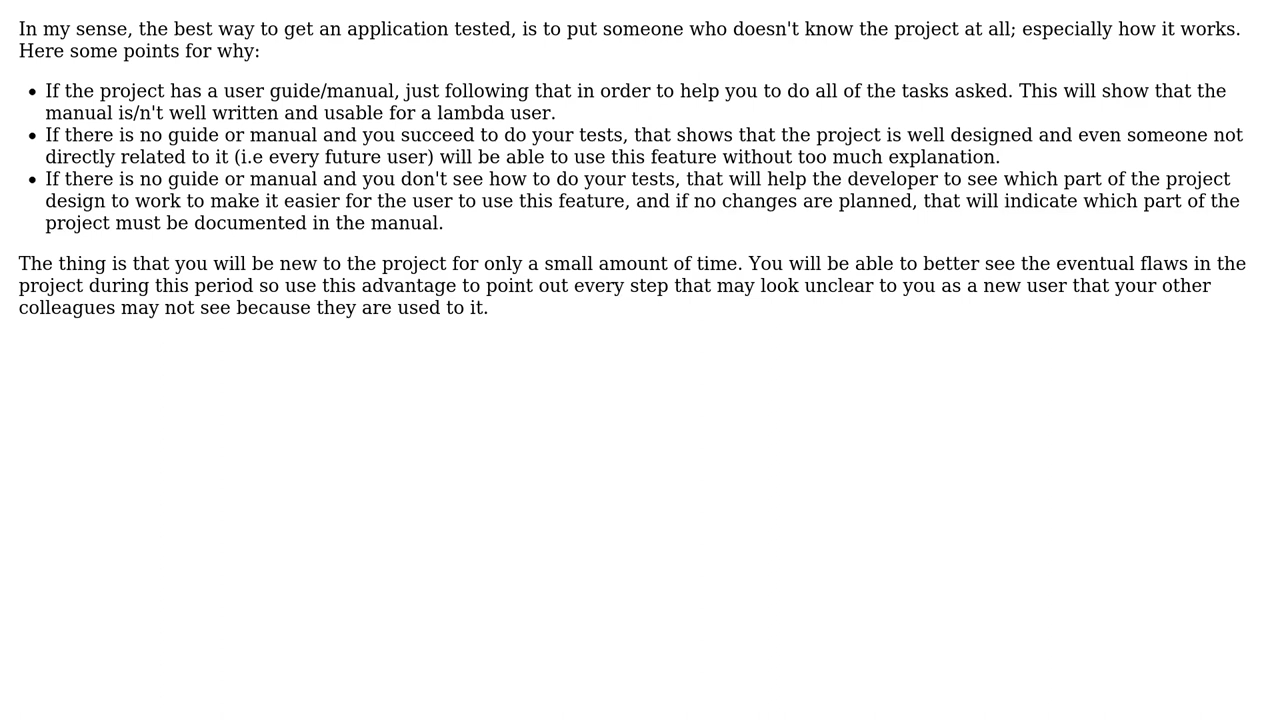 In my sense, the best way to get an application tested, is to put someone who doesn't know the project at all; especially how it works.
Here some points for why:
• If the project has a user guide/manual, just following that in order to help you to do all of the tasks asked. This will show that the
manual is/n't well written and usable for a lambda user.
• If there is no guide or manual and you succeed to do your tests, that shows that the project is well designed and even someone not
directly related to it (i.e every future user) will be able to use this feature without too much explanation.
• If there is no guide or manual and you don't see how to do your tests, that will help the developer to see which part of the project
design to work to make it easier for the user to use this feature, and if no changes are planned, that will indicate which part of the
project must be documented in the manual.
The thing is that you will be new to the project for only a small amount of time. You will be able to better see the eventual flaws in the
project during this period so use this advantage to point out every step that may look unclear to you as a new user that your other
colleagues may not see because they are used to it.